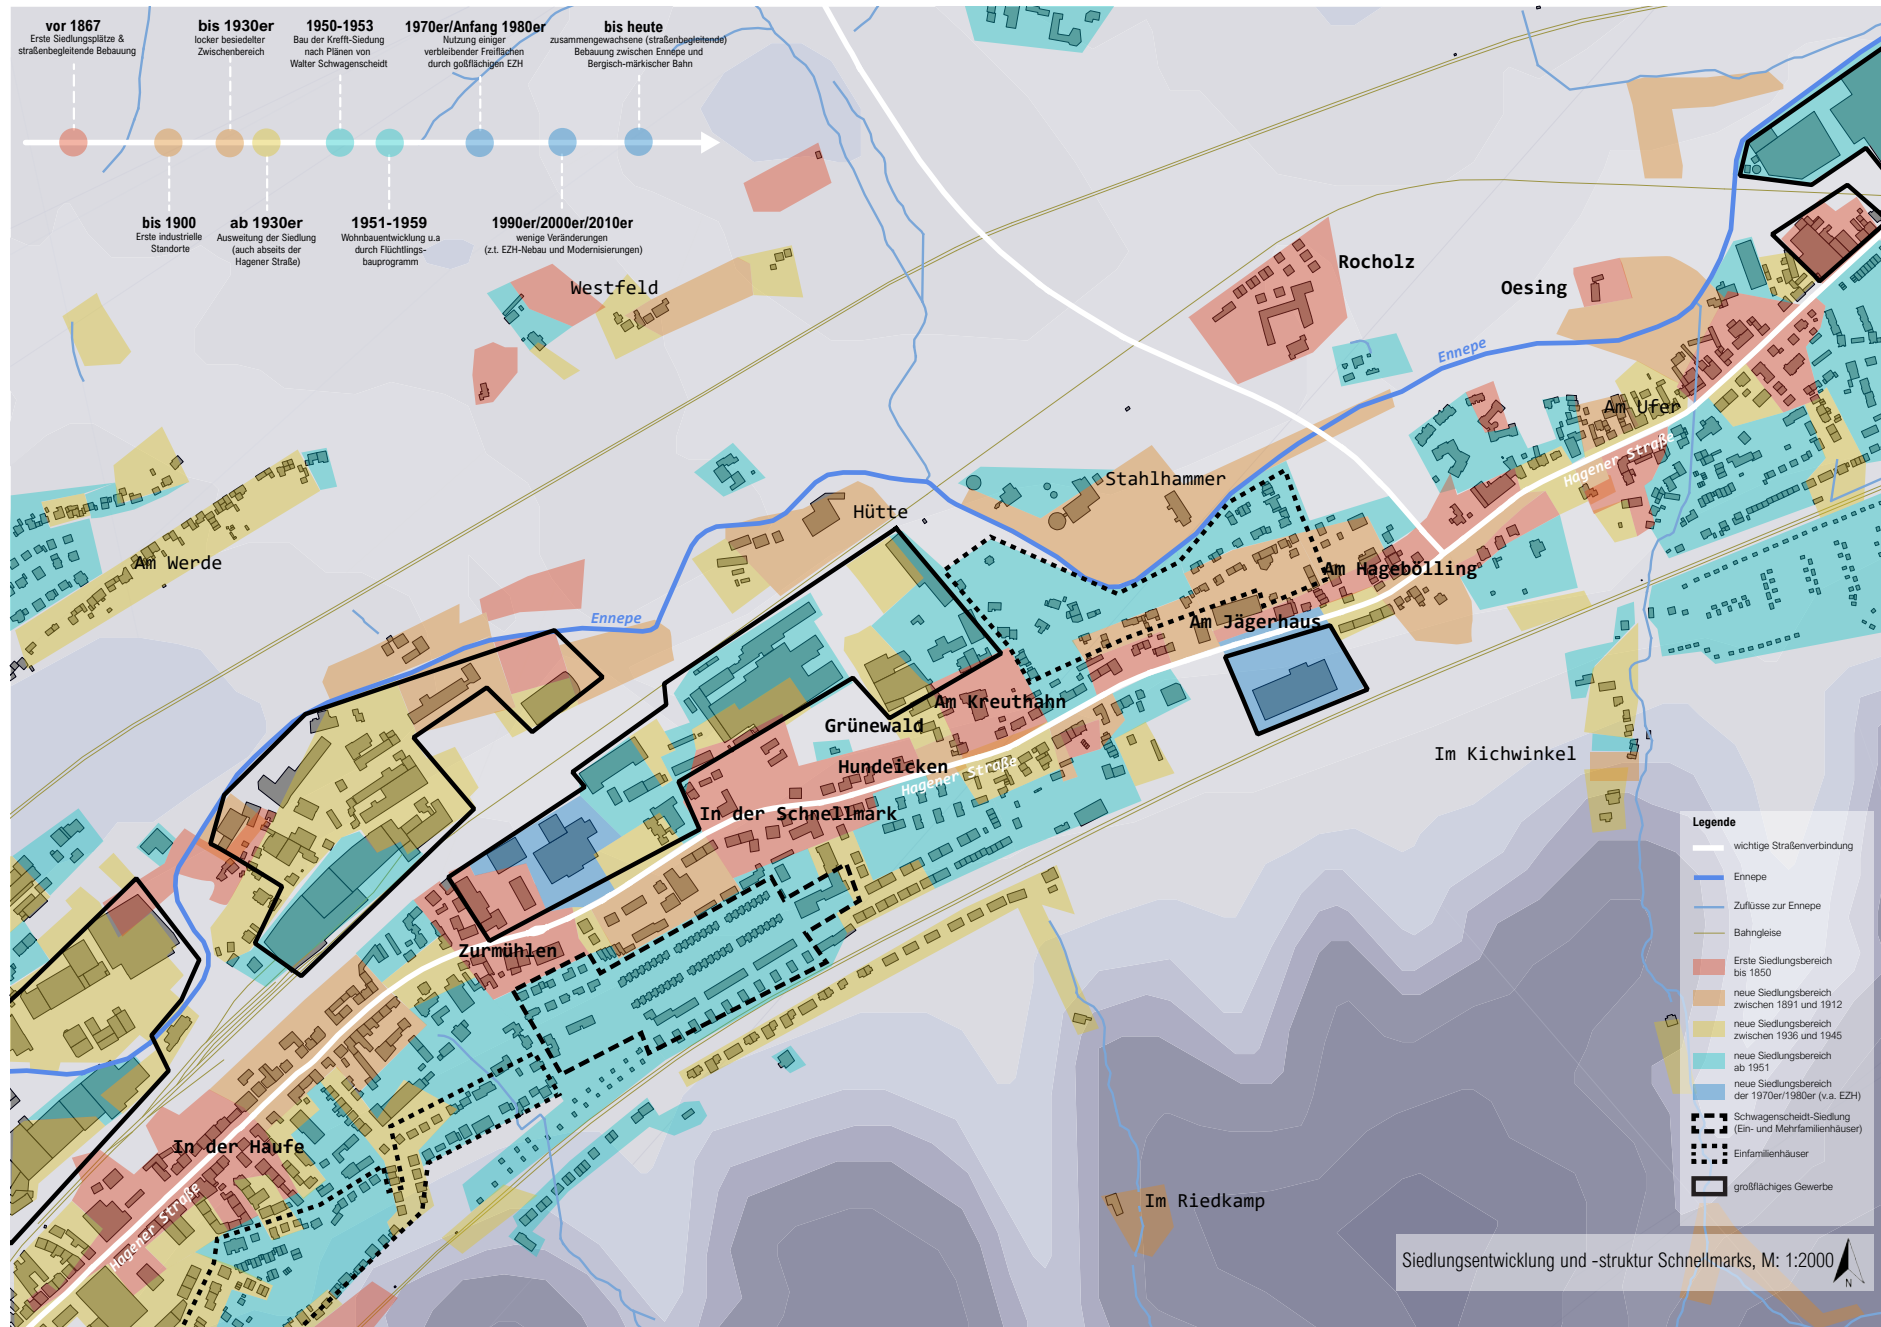 vor 1867
Erste Siedlungsplätze &
straßenbegleitende Bebauung
bis 1930er
locker besiedelter
Zwischenbereich
1950-1953
Bau der Krefft-Siedlung
nach Plänen von
Walter Schwagenscheidt
1970er/Anfang 1980er
Nutzung einiger
verbleibender Freiflächen
durch goßflächigen EZH
bis heute
zusammengewachsene (straßenbegleitende)
Bebauung zwischen Ennepe und
Bergisch-märkischer Bahn
bis 1900
Erste industrielle
Standorte
ab 1930er
Ausweitung der Siedlung
(auch abseits der
Hagener Straße)
1951-1959
Wohnbauentwicklung u.a
durch Flüchtlings-
bauprogramm
1990er/2000er/2010er
wenige Veränderungen
(z.t. EZH-Nebau und Modernisierungen)
Westfeld
Rocholz
Oesing
Ennepe
Am Ufer
Hagener Straße
Stahlhammer
Hütte
Am Werde
Am Hagebölling
Ennepe
Am Jägerhaus
Am Kreuthahn
Grünewald
Im Kichwinkel
Hundeicken
Hagener Straße
In der Schnellmark
Zurmühlen
In der Haufe
Hagener Straße
Im Riedkamp
Legende
wichtige Straßenverbindung
Ennepe
Zuflüsse zur Ennepe
Bahngleise
Erste Siedlungsbereich
bis 1850
neue Siedlungsbereich
zwischen 1891 und 1912
neue Siedlungsbereich
zwischen 1936 und 1945
neue Siedlungsbereich
ab 1951
neue Siedlungsbereich
der 1970er/1980er (v.a. EZH)
Schwagenscheidt-Siedlung
(Ein- und Mehrfamilienhäuser)
Einfamilienhäuser
großflächiges Gewerbe
Siedlungsentwicklung und -struktur Schnellmarks, M: 1:2000
N